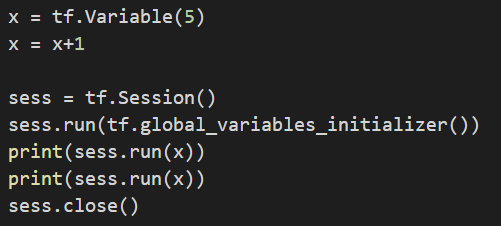 x = tf.Variable(5)
x = x+1
sess = tf.Session()
sess.run(tf.global_variables_initializer())
print(sess.run(x))
print(sess.run(x))
sess.close()